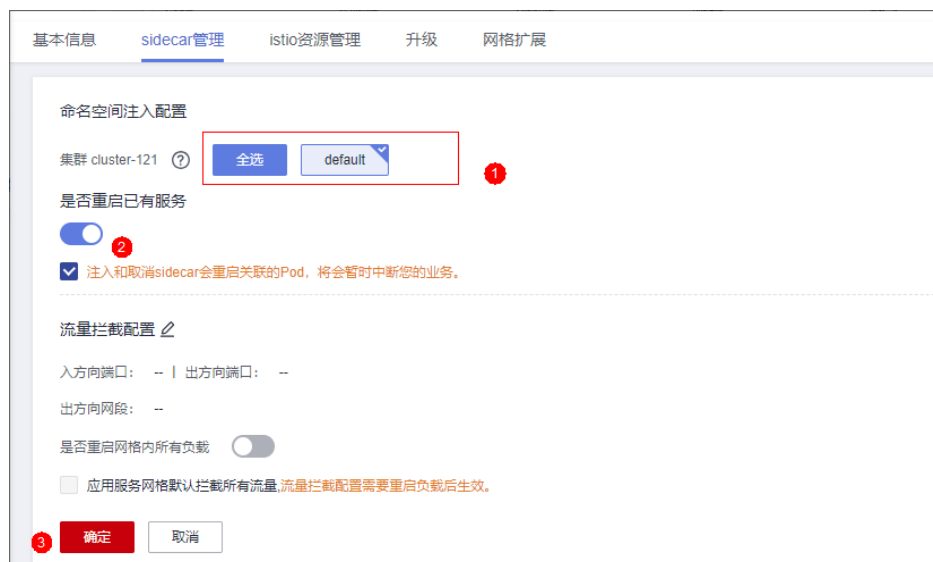 基本信息 sidecar管理 istio资源管理 升级 网格扩展
命名空间注入配置
集群 cluster-121 ? 全选 default
1
是否重启已有服务
2
注入和取消sidecar会重启关联的Pod，将会暂时中断您的业务。
流量拦截配置
入方向端口： -- | 出方向端口： --
出方向网段： --
是否重启网格内所有负载
应用服务网格默认拦截所有流量,流量拦截配置需要重启负载后生效。
3 确定 取消